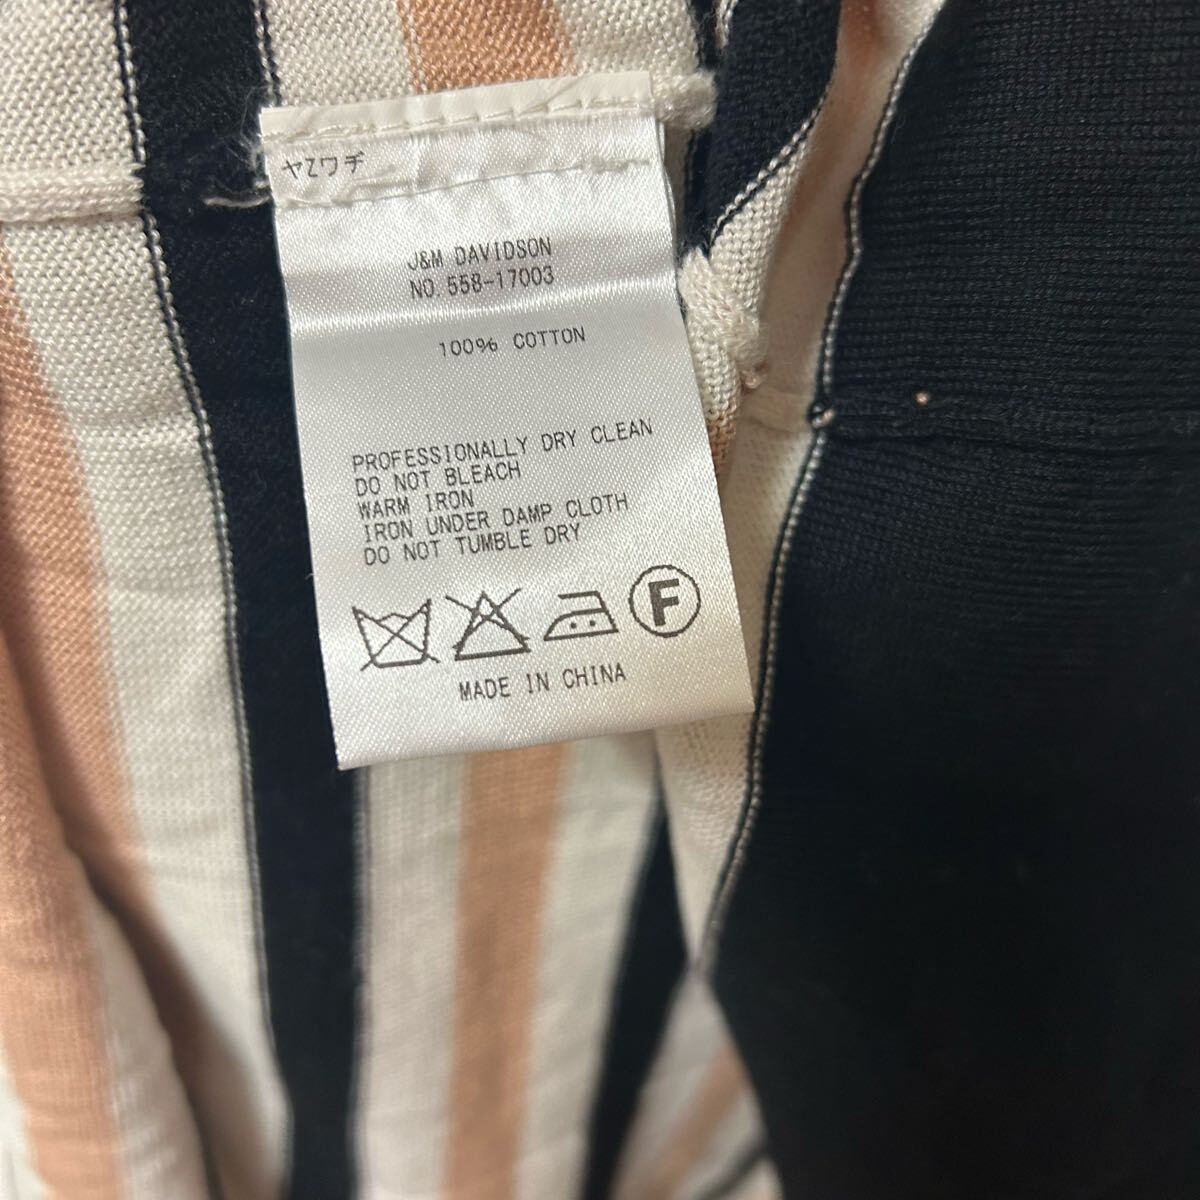 ヤZワヂ
J&M DAVIDSON
NO. 558-17003
100% COTTON
PROFESSIONALLY DRY CLEAN
DO NOT BLEACH
WARM IRON
IRON UNDER DAMP CLOTH
DO NOT TUMBLE DRY
F
MADE IN CHINA